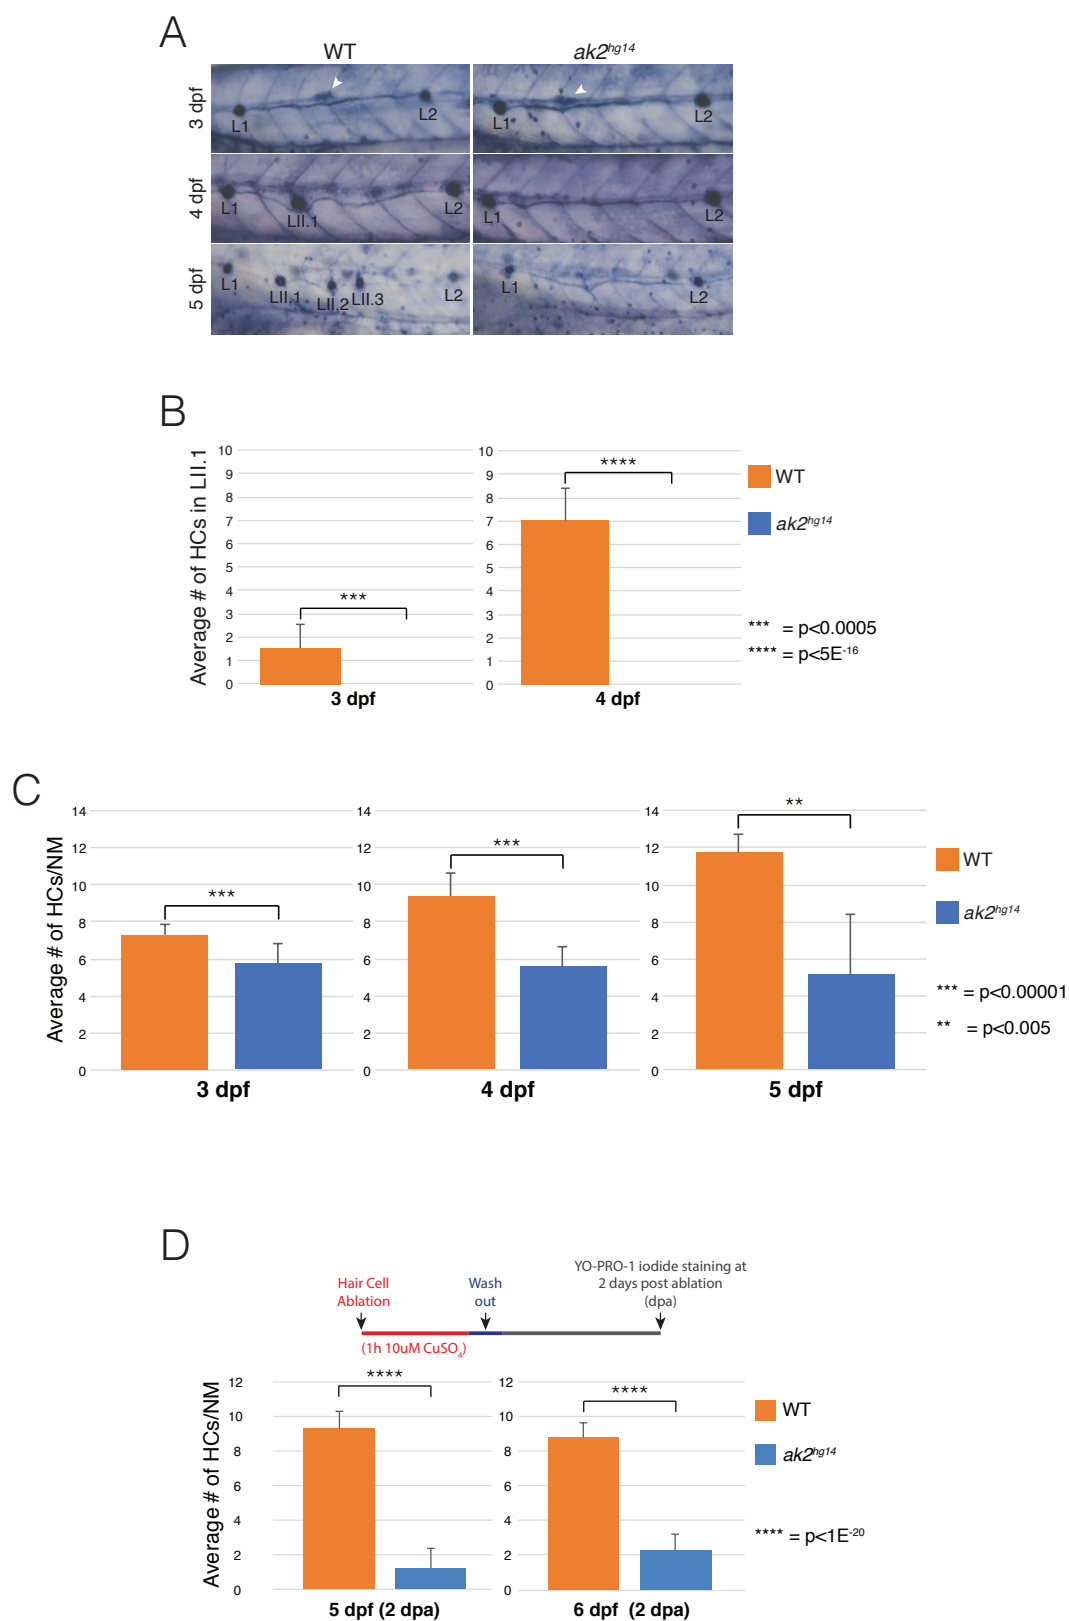 A
WT
ak2hg14
3 dpf
L1
L2
L1
L2
4 dpf
L1
LII.1
L2
L1
L2
5 dpf
L1
LII.1
LII.2
LII.3
L2
L1
L2
B
Average # of HCs in LII.1
10
9
8
7
6
5
4
3
2
1
0
***
3 dpf
10
9
8
7
6
5
4
3
2
1
0
****
4 dpf
WT
ak2hg14
*** = p<0.0005
**** = p<5E-16
C
Average # of HCs/NM
14
12
10
8
6
4
2
0
***
3 dpf
14
12
10
8
6
4
2
0
***
4 dpf
14
12
10
8
6
4
2
0
**
5 dpf
WT
ak2hg14
*** = p<0.00001
** = p<0.005
D
Hair Cell
Ablation
Wash
out
YO-PRO-1 iodide staining at
2 days post ablation
(dpa)
(1h 10uM CuSO4)
Average # of HCs/NM
12
10
8
6
4
2
0
****
5 dpf (2 dpa)
12
10
8
6
4
2
0
****
6 dpf (2 dpa)
WT
ak2hg14
**** = p<1E-20